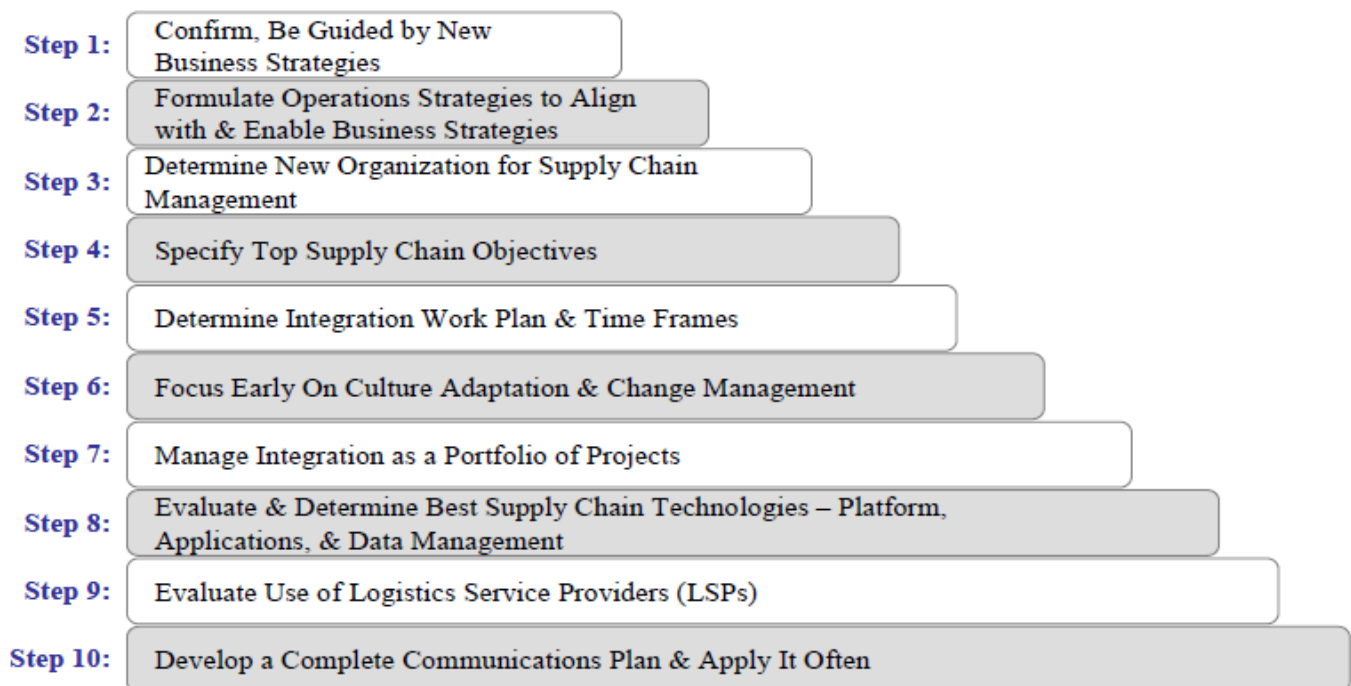 Step 1: Confirm, Be Guided by New
Business Strategies
Step 2: Formulate Operations Strategies to Align
with & Enable Business Strategies
Step 3: Determine New Organization for Supply Chain
Management
Step 4: Specify Top Supply Chain Objectives
Step 5: Determine Integration Work Plan & Time Frames
Step 6: Focus Early On Culture Adaptation & Change Management
Step 7: Manage Integration as a Portfolio of Projects
Step 8: Evaluate & Determine Best Supply Chain Technologies – Platform,
Applications, & Data Management
Step 9: Evaluate Use of Logistics Service Providers (LSPs)
Step 10: Develop a Complete Communications Plan & Apply It Often